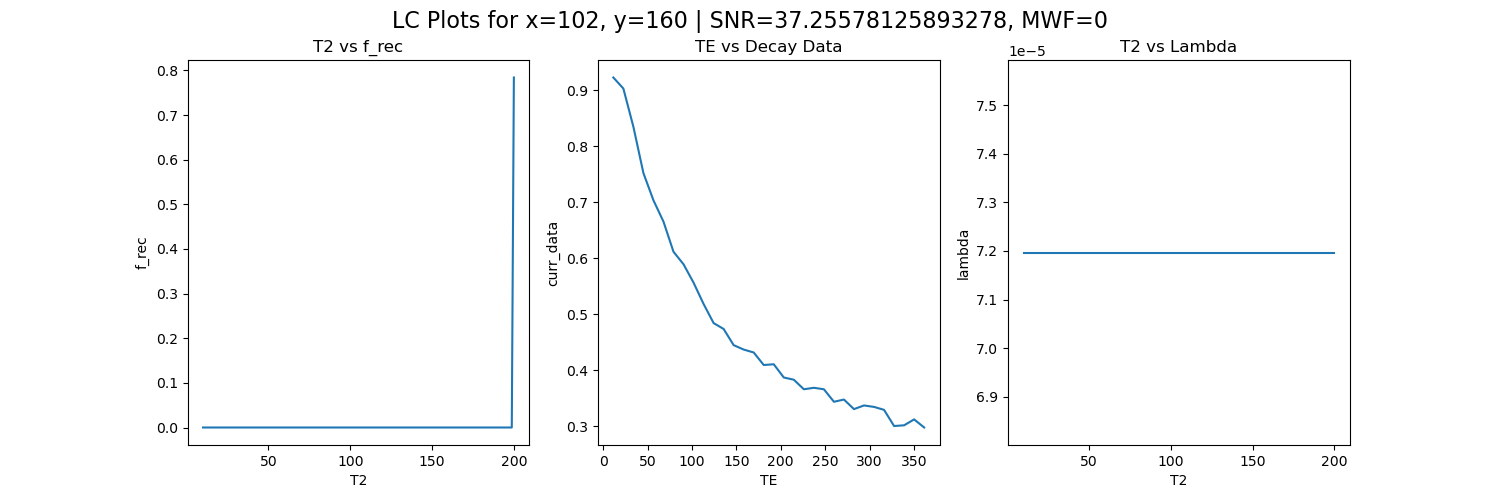 LC Plots for x=102, y=160 | SNR=37.25578125893278, MWF=0
T2 vs f_rec
0.8
0.7
0.6
0.5
0.4
0.3
0.2
0.1
0.0
f_rec
50 100 150 200
T2
TE vs Decay Data
0.9
0.8
0.7
0.6
0.5
0.4
0.3
curr_data
0 50 100 150 200 250 300 350
TE
T2 vs Lambda
1e−5
7.5
7.4
7.3
7.2
7.1
7.0
6.9
lambda
50 100 150 200
T2